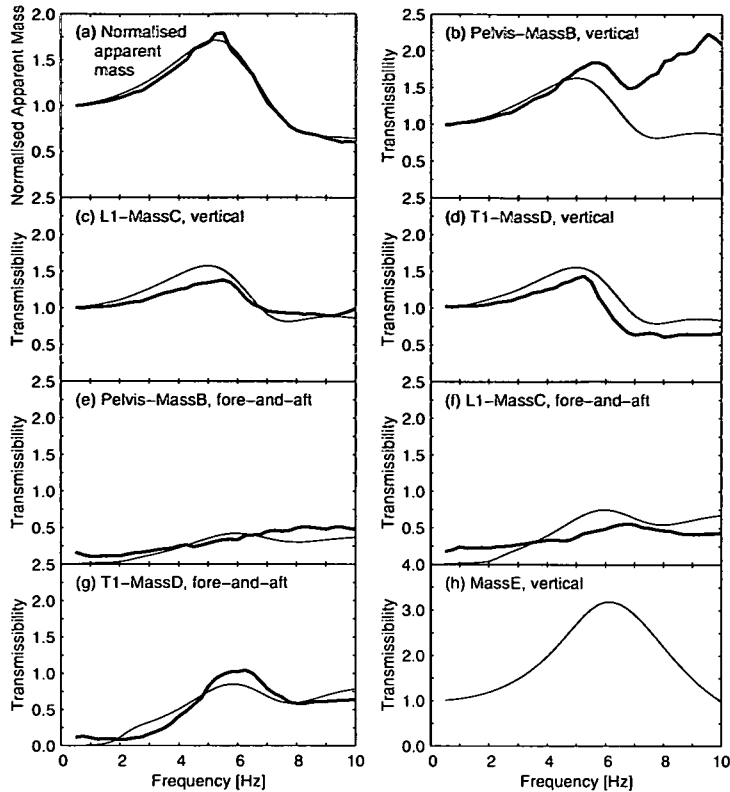 2.0
1.5
1.0
0.5
2.5
Normalised Apparent Mass
(a) Normalised
apparent
mass
2.5
2.0
1.5
1.0
0.5
2.5
Transmissibility
(b) Pelvis-MassB, vertical
2.0
1.5
1.0
0.5
2.5
Transmissibility
(c) L1-MassC, vertical
2.0
1.5
1.0
0.5
2.5
Transmissibility
(d) T1-MassD, vertical
2.0
1.5
1.0
0.5
2.5
Transmissibility
(e) Pelvis-MassB, fore-and-aft
2.0
1.5
1.0
0.5
4.0
Transmissibility
(f) L1-MassC, fore-and-aft
2.0
1.5
1.0
0.5
0.0
Transmissibility
(g) T1-MassD, fore-and-aft
0 2 4 6 8 10
Frequency [Hz]
3.0
2.0
1.0
0.0
Transmissibility
(h) MassE, vertical
0 2 4 6 8 10
Frequency [Hz]